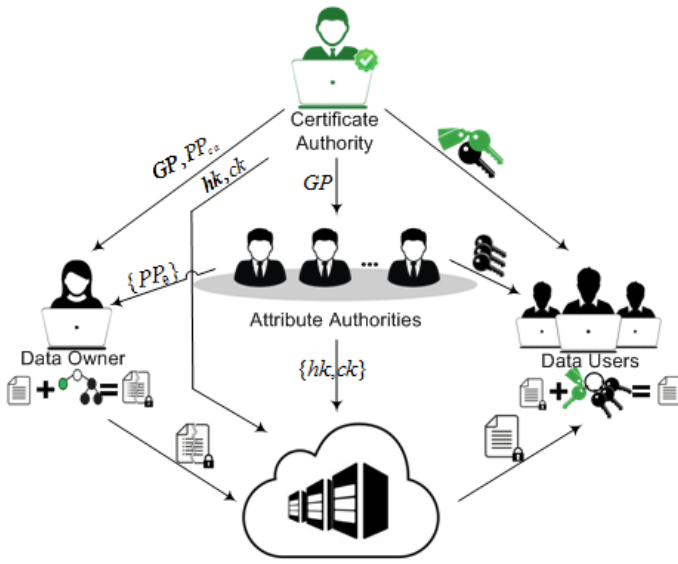 Certificate
Authority
GP, PP_ca
hk, ck
GP
{PP_θ}
...
Attribute Authorities
Data Owner
Data Users
+
=
{hk, ck}
+
=